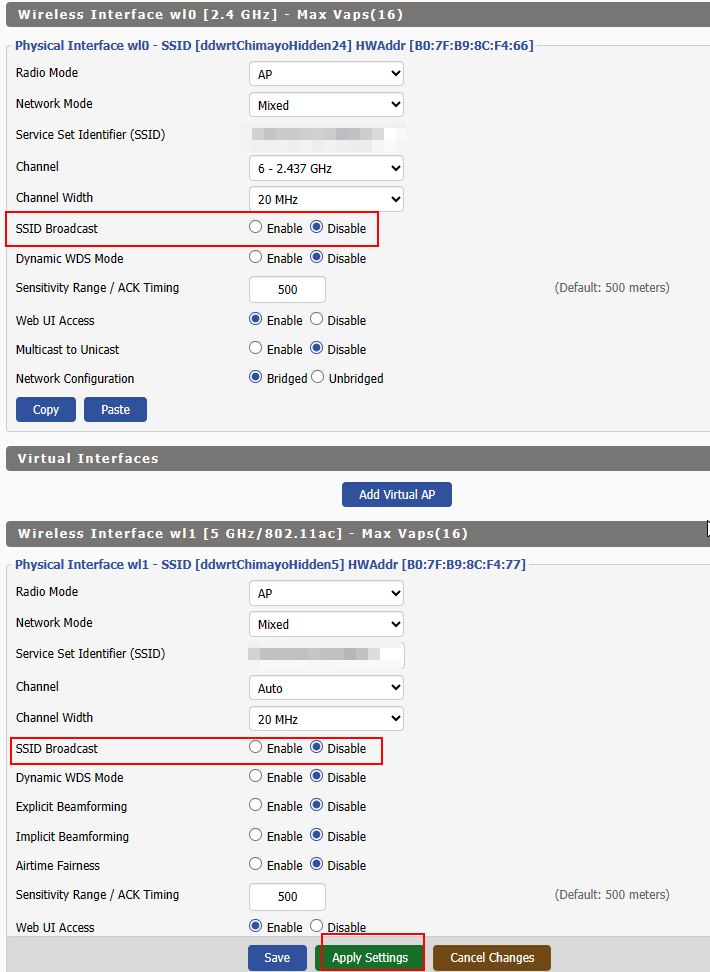 Wireless Interface wl0 [2.4 GHz] - Max Vaps(16)
Physical Interface wl0 - SSID [ddwrtChimayoHidden24] HWAddr [B0:7F:B9:8C:F4:66]
Radio Mode AP
Network Mode Mixed
Service Set Identifier (SSID)
Channel 6 - 2.437 GHz
Channel Width 20 MHz
SSID Broadcast Enable Disable
Dynamic WDS Mode Enable Disable
Sensitivity Range / ACK Timing 500 (Default: 500 meters)
Web UI Access Enable Disable
Multicast to Unicast Enable Disable
Network Configuration Bridged Unbridged
Copy Paste
Virtual Interfaces
Add Virtual AP
Wireless Interface wl1 [5 GHz/802.11ac] - Max Vaps(16)
Physical Interface wl1 - SSID [ddwrtChimayoHidden5] HWAddr [B0:7F:B9:8C:F4:77]
Radio Mode AP
Network Mode Mixed
Service Set Identifier (SSID)
Channel Auto
Channel Width 20 MHz
SSID Broadcast Enable Disable
Dynamic WDS Mode Enable Disable
Explicit Beamforming Enable Disable
Implicit Beamforming Enable Disable
Airtime Fairness Enable Disable
Sensitivity Range / ACK Timing 500 (Default: 500 meters)
Web UI Access Enable Disable
Save Apply Settings Cancel Changes